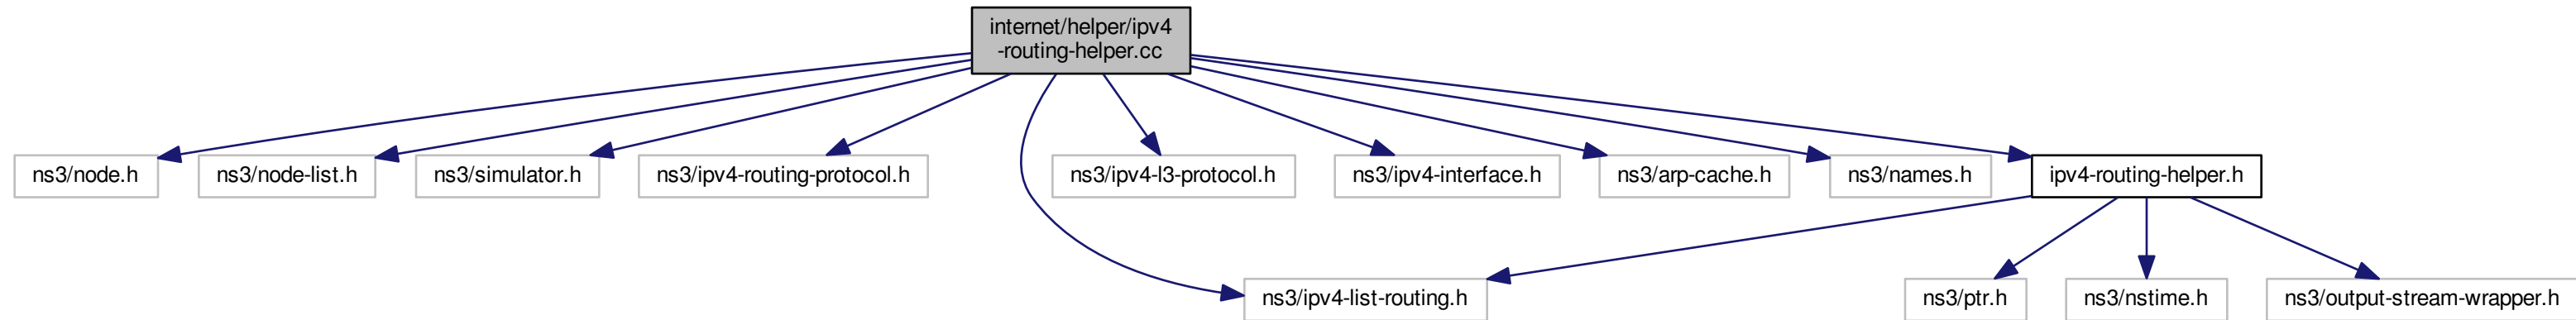 internet/helper/ipv4
-routing-helper.cc
ns3/node.h
ns3/node-list.h
ns3/simulator.h
ns3/ipv4-routing-protocol.h
ns3/ipv4-l3-protocol.h
ns3/ipv4-interface.h
ns3/arp-cache.h
ns3/names.h
ipv4-routing-helper.h
ns3/ipv4-list-routing.h
ns3/ptr.h
ns3/nstime.h
ns3/output-stream-wrapper.h